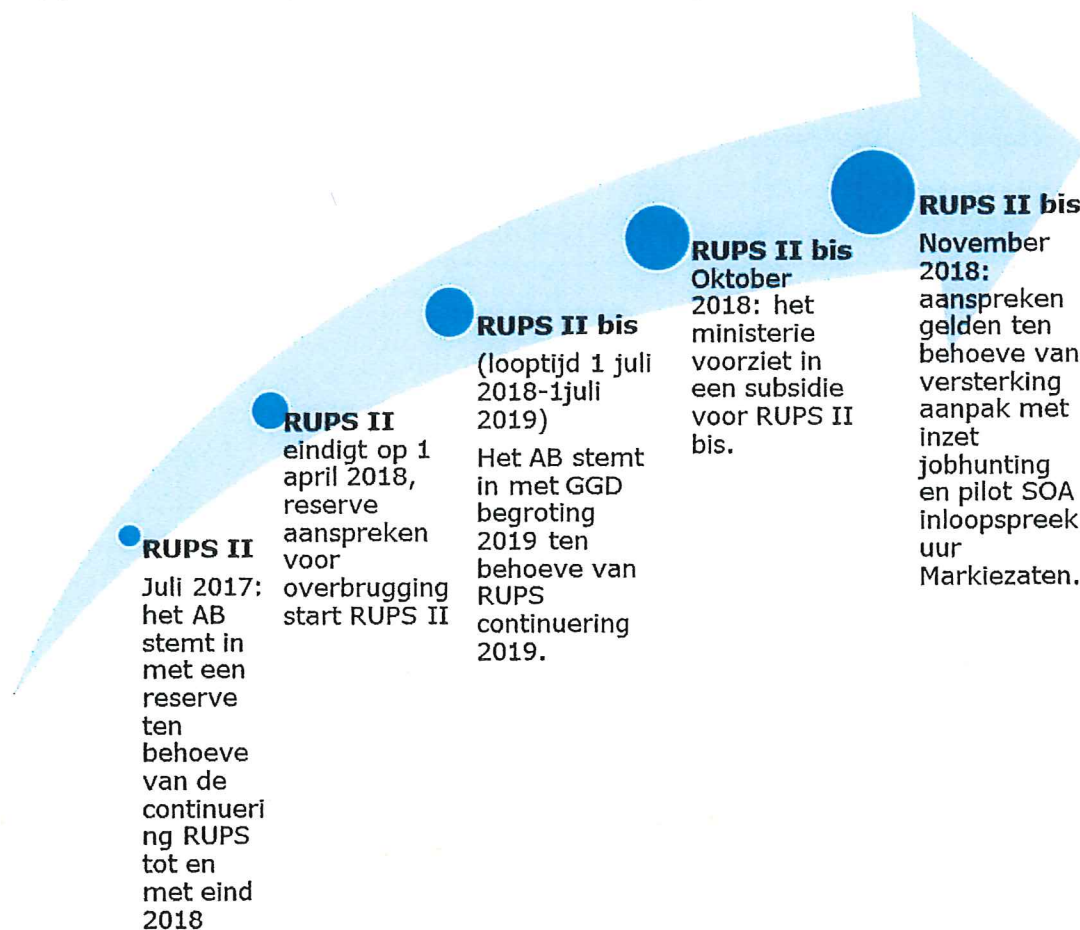 RUPS II
Juli 2017:
het AB
stemt in
met een
reserve
ten
behoeve
van de
continueri
ng RUPS
tot en
met eind
2018
RUPS II
eindigt op 1
april 2018,
reserve
aanspreken
voor
overbrugging
start RUPS II
RUPS II bis
(looptijd 1 juli
2018-1juli
2019)
Het AB stemt
in met GGD
begroting
2019 ten
behoeve van
RUPS
continuering
2019.
RUPS II bis
Oktober
2018: het
ministerie
voorziet in
een subsidie
voor RUPS II
bis.
RUPS II bis
November
2018:
aanspreken
gelden ten
behoeve van
versterking
aanpak met
inzet
jobhunting
en pilot SOA
inloopspreek
uur
Markiezaten.